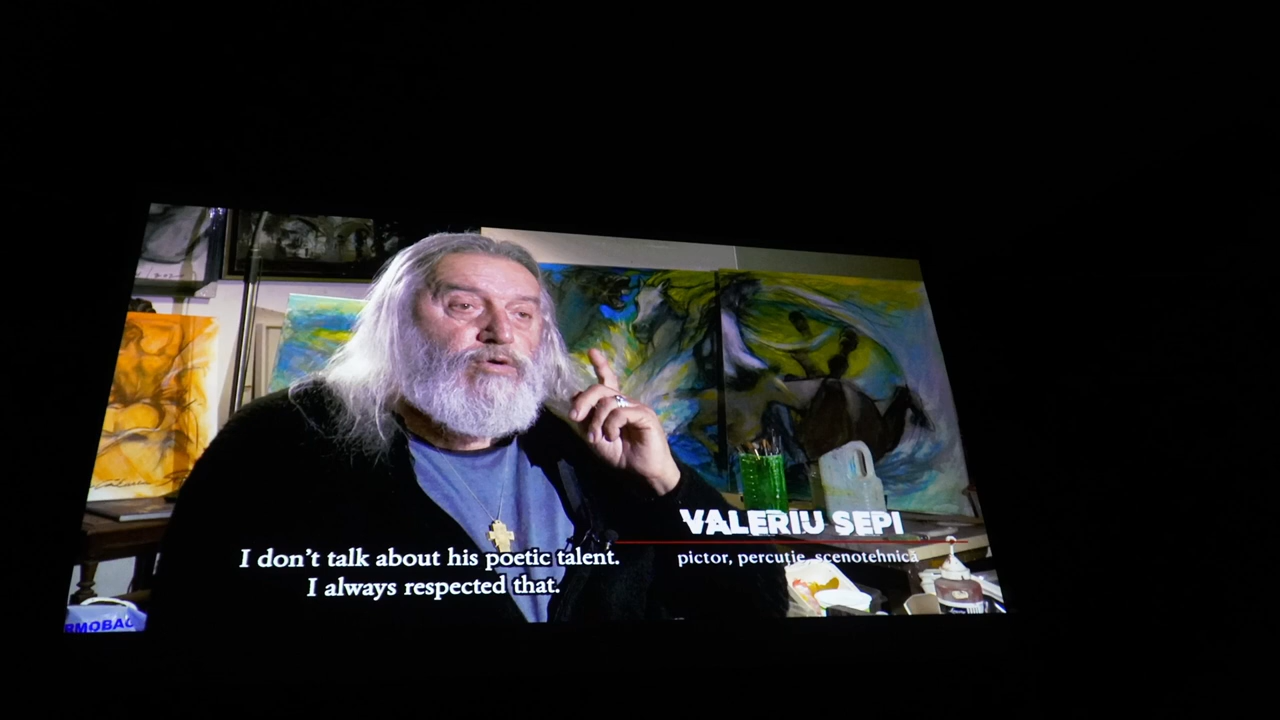 VALERIU SEPI
pictor, percuție, scenotehnică
I don't talk about his poetic talent.
I always respected that.
RMOBAC